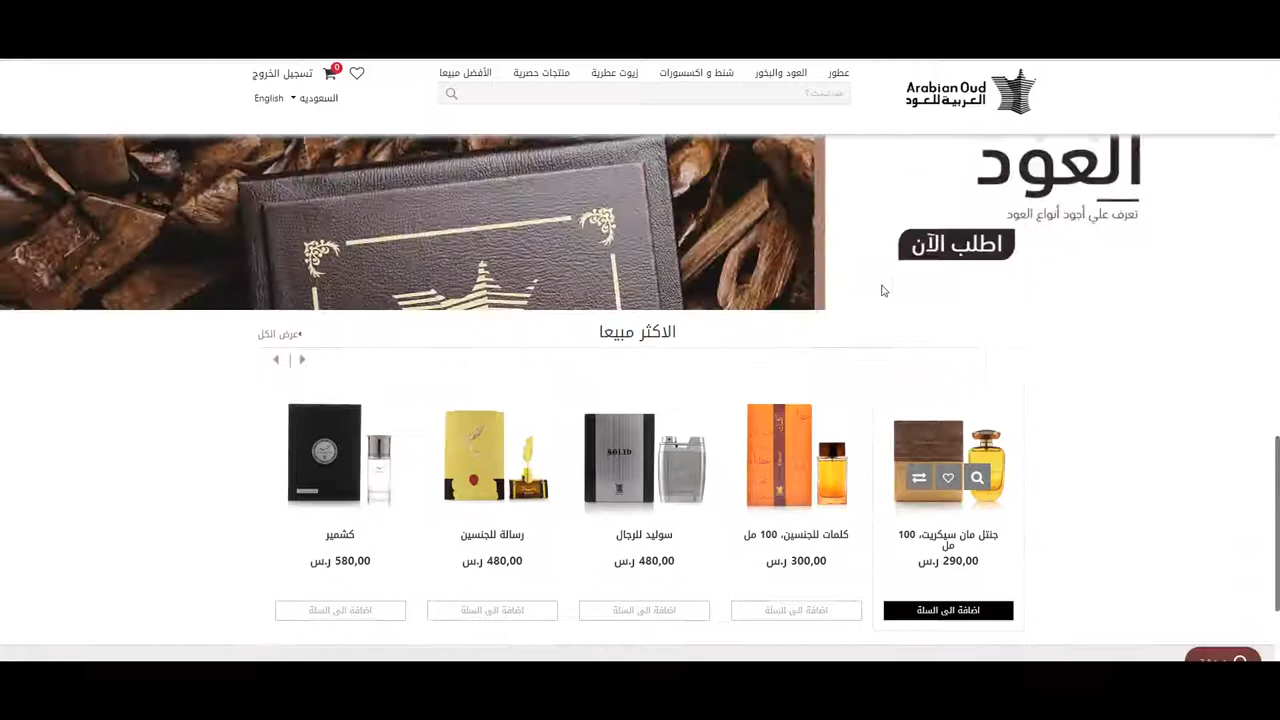 Arabian Oud
العربية للعود
عطور
العود والبخور
شنط و اكسسورات
زيوت عطرية
منتجات حصرية
الأفضل مبيعا
0
تسجيل الخروج
السعوديه
English
العود
تعرف علي أجود أنواع العود
اطلب الآن
الاكثر مبيعا
عرض الكل
SOLID
جنتل مان سيكريت، 100
مل
290,00 ر.س
اضافة الى السلة
كلمات للجنسين، 100 مل
300,00 ر.س
اضافة الى السلة
سوليد للرجال
480,00 ر.س
اضافة الى السلة
رسالة للجنسين
480,00 ر.س
اضافة الى السلة
كشمير
580,00 ر.س
اضافة الى السلة